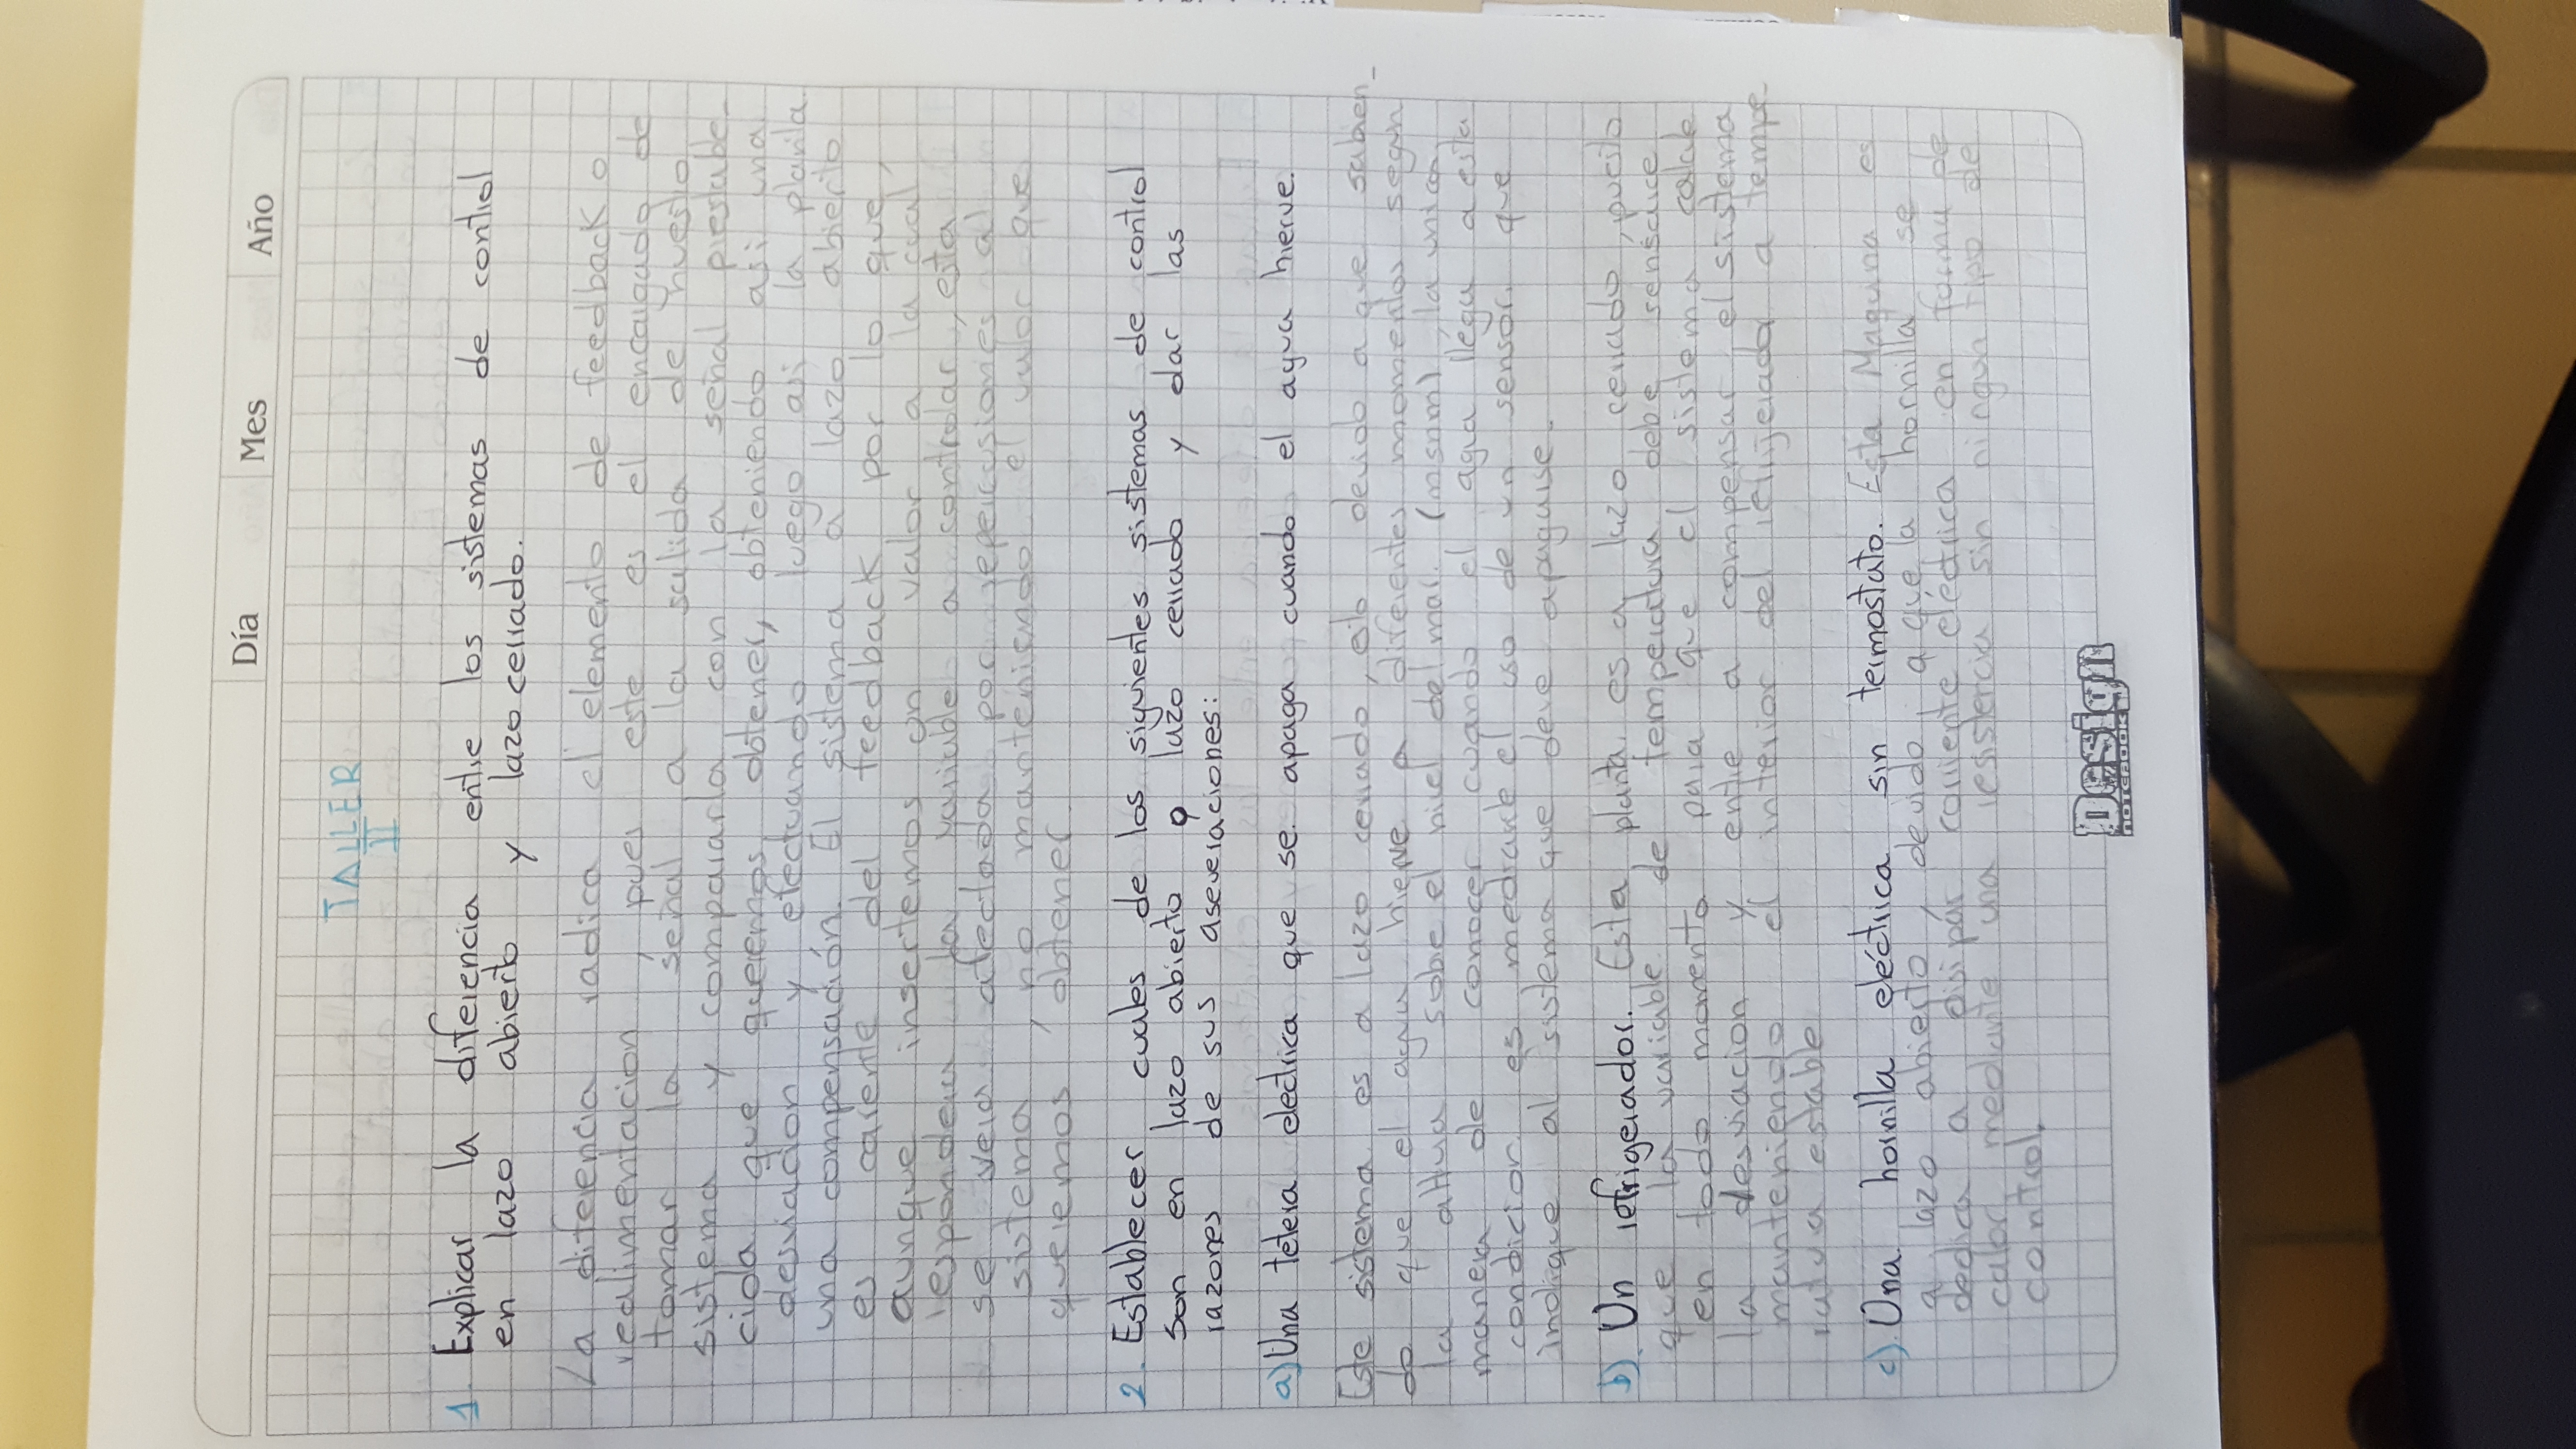 Día Mes Año
TALLER
II
1. Explicar la diferencia entre los sistemas de control
en lazo abierto y lazo cerrado.
La diferencia radica el elemento de feedback o
realimentacion, pues este es el encargado de
tomar la señal a la salida de nuestro
sistema y compararla con la señal prestable-
cida que queremos obtener, obteniendo asi una
desviacion y efectuando luego asi la planta
una compensación. El sistema a lazo abierto
es carente del feedback por lo que,
aunque insertemos un valor a la cual
respondera la variable a controlar, esta
se vera afectada por repercusiones al
sistema, no manteniendo el valor que
queremos obtener
2. Establecer cuales de los siguientes sistemas de control
son en lazo abierto o lazo cerrado y dar las
razones de sus aseveraciones:
a) Una tetera electrica que se apaga cuando el agua hierve.
Este sistema es a lazo cerrado, esto devido a que sabien-
do que el agua hierve a diferentes momentos segun
la altura sobre el nivel del mar. (msnm), la unica
manera de conocer cuando el agua llega a esta
condicion es mediante el uso de un sensor que
indique al sistema que deve apaguise.
b) Un refrigerador. Esta planta es a lazo cerrado, puesto
que la variable de temperatura debe sensarce
en todo momento para que el sistema calcule
la desviacion y entre a compensar el sistema
manteniendo el interior del refrijerador a tempe-
ratura estable
c) Una hornilla eléctrica sin termostato. Esta Maquina es
a lazo abierto, devido a que la hornilla se
dedica a disipar corriente eléctrica en forma de
calor mediante una resistencia sin ningun tipo de
control.
Design
NOTEBOOK